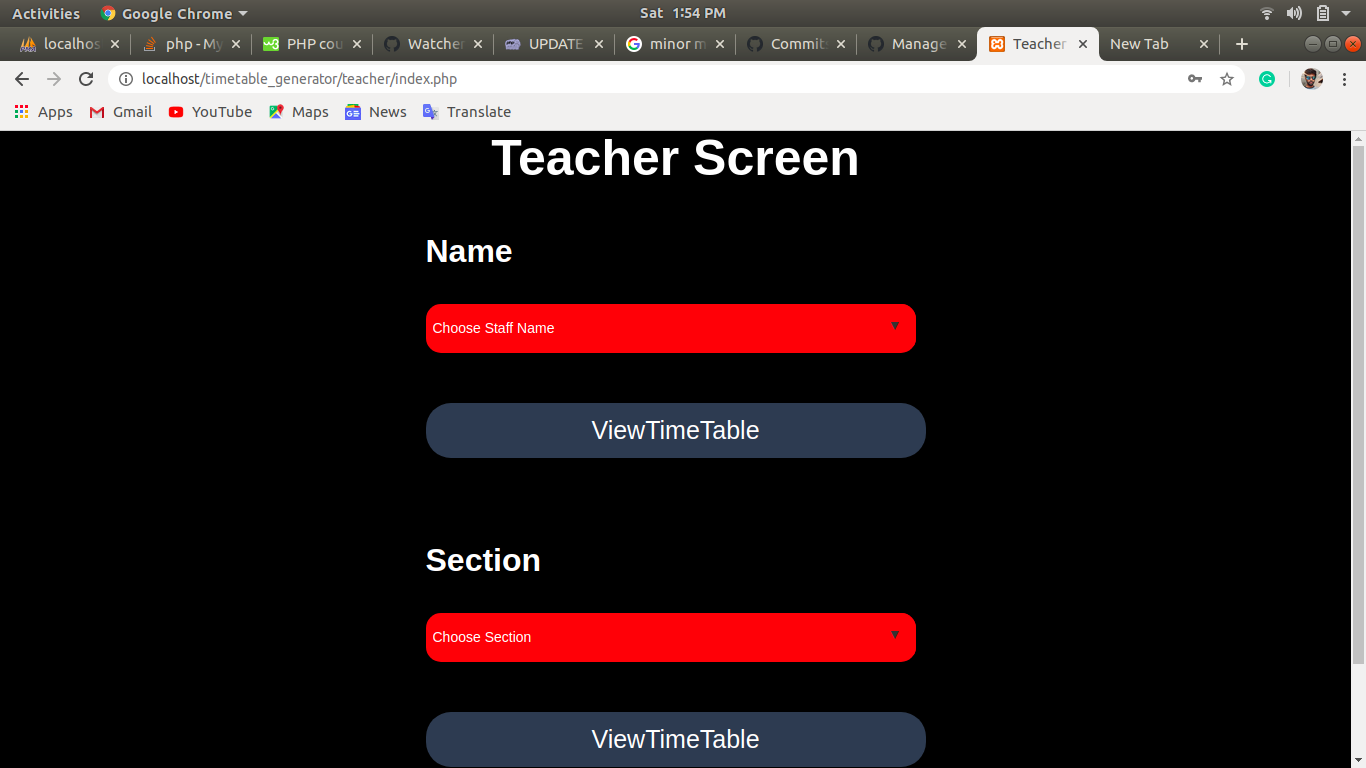 Activities Google Chrome Sat 1:54 PM
localhos php - My PHP cou Watcher UPDATE minor m Commit Manage Teacher New Tab
localhost/timetable_generator/teacher/index.php
Apps Gmail YouTube Maps News Translate
Teacher Screen
Name
Choose Staff Name
ViewTimeTable
Section
Choose Section
ViewTimeTable